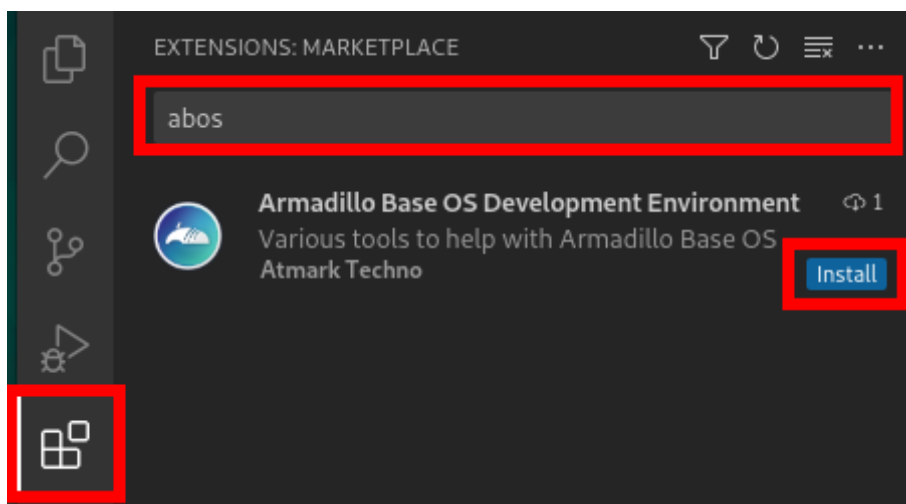 EXTENSIONS: MARKETPLACE
abos
Armadillo Base OS Development Environment 1
Various tools to help with Armadillo Base OS
Atmark Techno
Install